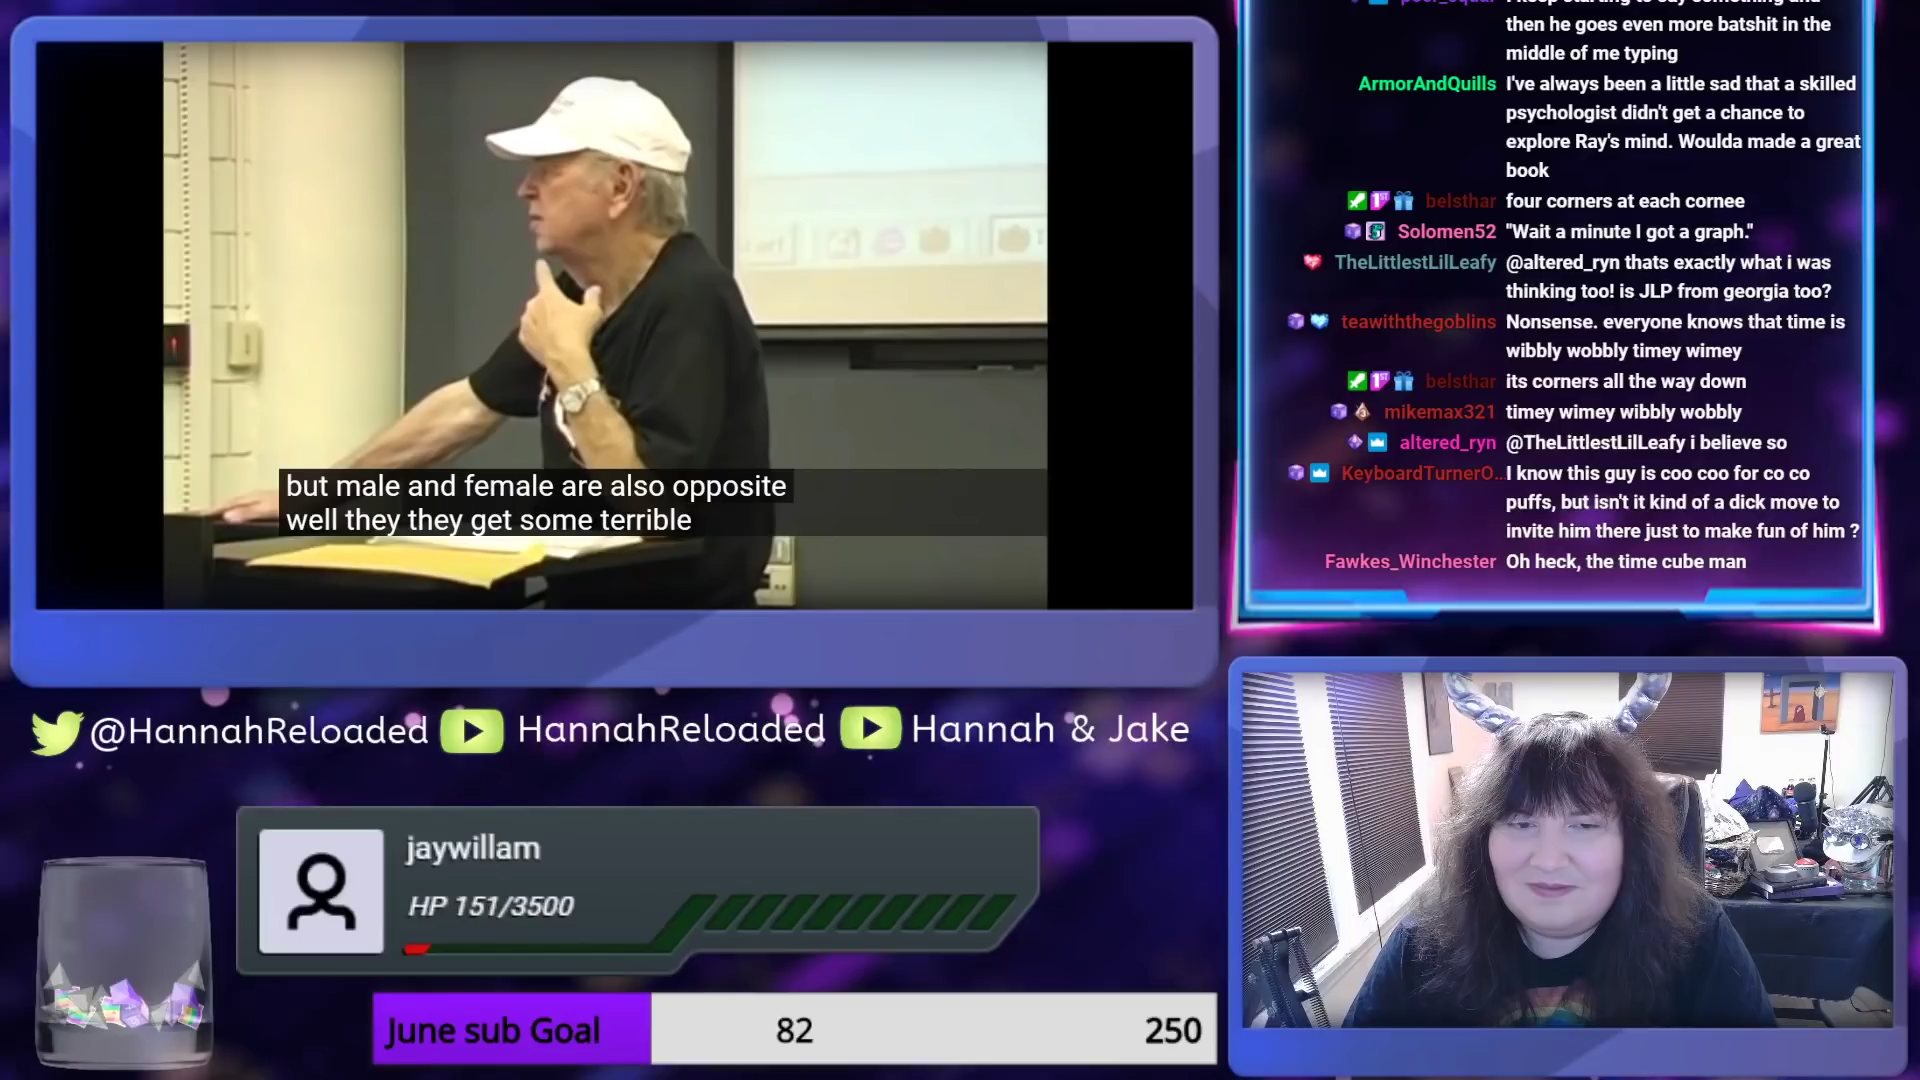 but male and female are also opposite
well they they get some terrible
then he goes even more batshit in the
middle of me typing
ArmorAndQuills I've always been a little sad that a skilled
psychologist didn't get a chance to
explore Ray's mind. Woulda made a great
book
belsthar four corners at each cornee
Solomen52 "Wait a minute I got a graph."
TheLittlestLilLeafy @altered_ryn thats exactly what i was
thinking too! is JLP from georgia too?
teawiththegoblins Nonsense. everyone knows that time is
wibbly wobbly timey wimey
belsthar its corners all the way down
mikemax321 timey wimey wibbly wobbly
altered_ryn @TheLittlestLilLeafy i believe so
KeyboardTurnerO... I know this guy is coo coo for co co
puffs, but isn't it kind of a dick move to
invite him there just to make fun of him ?
Fawkes_Winchester Oh heck, the time cube man
@HannahReloaded HannahReloaded Hannah & Jake
jaywillam
HP 151/3500
June sub Goal 82 250